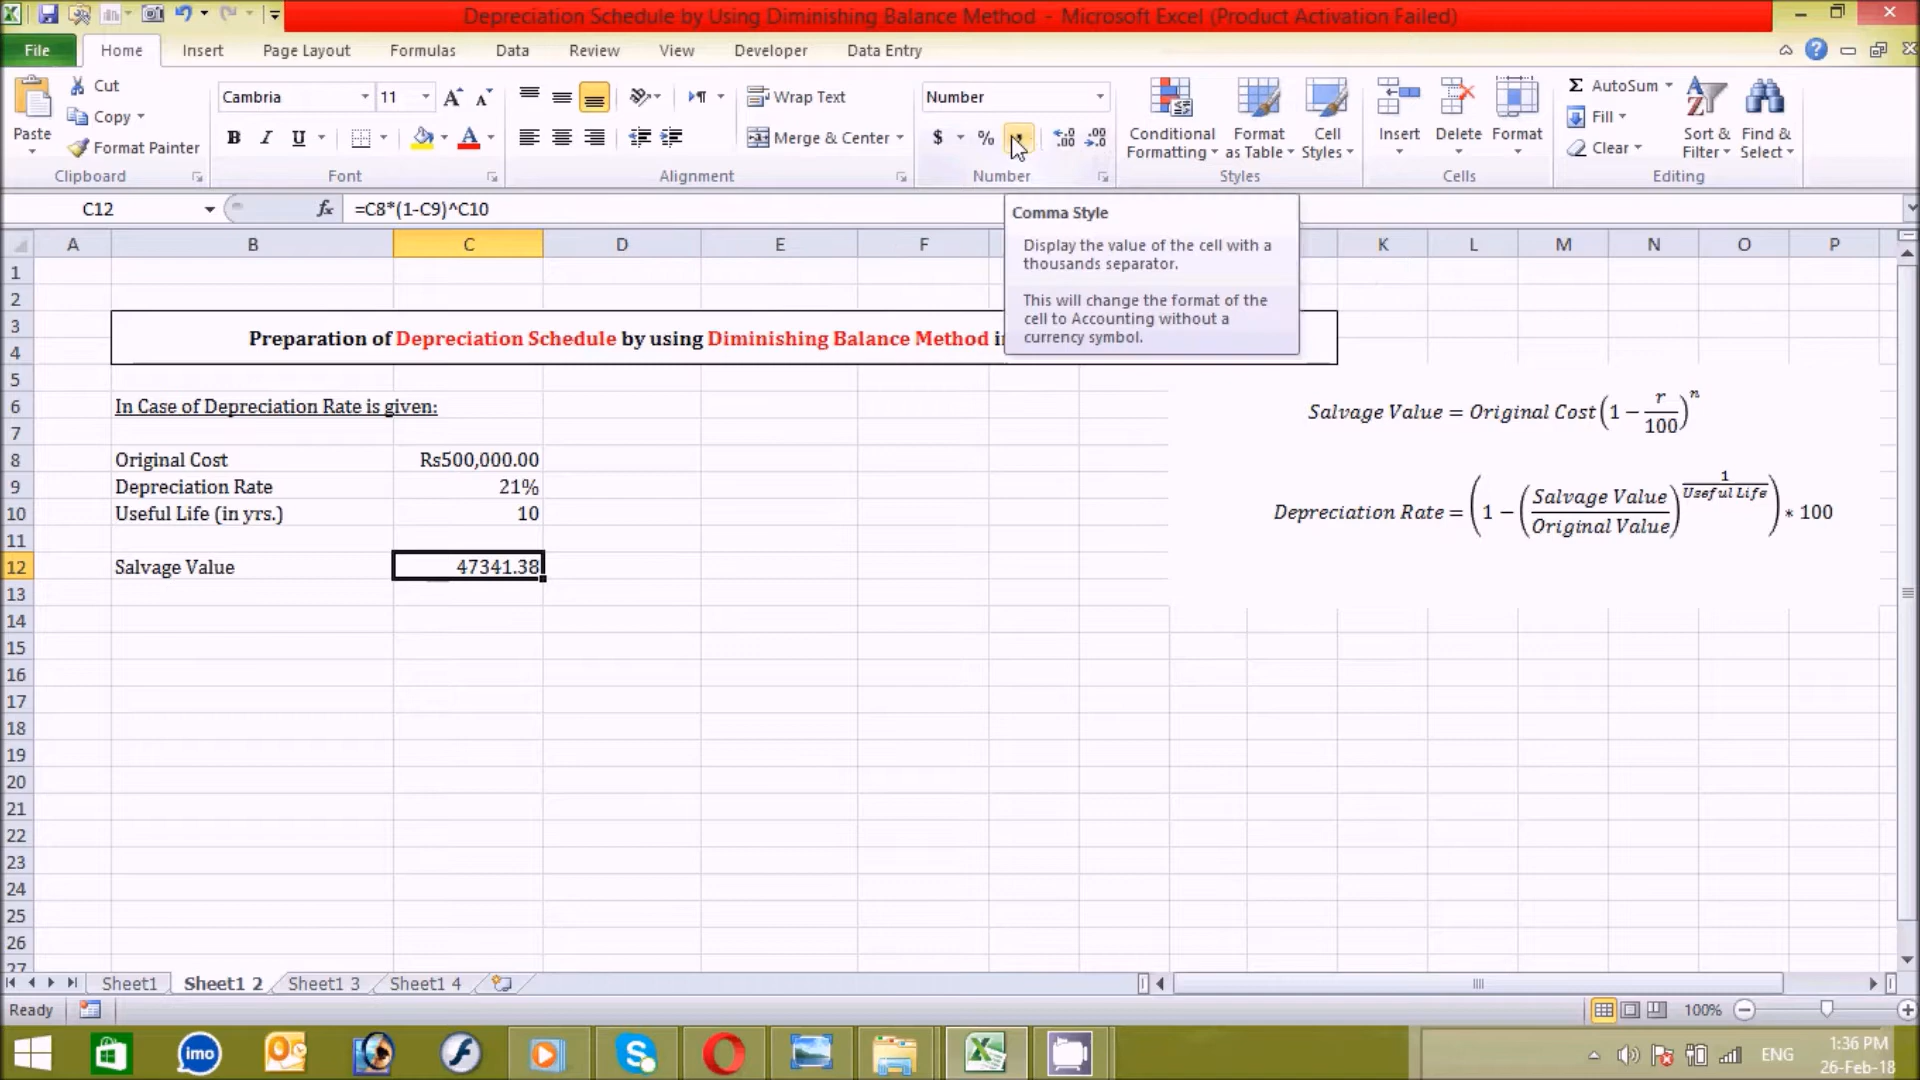 Depreciation Schedule by Using Diminishing Balance Method - Microsoft Excel (Product Activation Failed)
File Home Insert Page Layout Formulas Data Review View Developer Data Entry
Paste
Cut
Copy
Format Painter
Clipboard
Cambria 11
B I U A
Font
Wrap Text
Merge & Center
Alignment
Number
$ %
Number
Conditional Formatting
Format as Table
Cell Styles
Styles
Insert Delete Format
Cells
Σ AutoSum
Fill
Clear
Sort & Filter
Find & Select
Editing
C12 fx =C8*(1-C9)^C10
Comma Style
Display the value of the cell with a
thousands separator.
This will change the format of the
cell to Accounting without a
currency symbol.
A B C D E F K L M N O P
1
2
3
Preparation of Depreciation Schedule by using Diminishing Balance Method
4
5
6 In Case of Depreciation Rate is given:
7
8 Original Cost Rs500,000.00
9 Depreciation Rate 21%
10 Useful Life (in yrs.) 10
11
12 Salvage Value 47341.38
13
14
15
16
17
18
19
20
21
22
23
24
25
26
27
Salvage Value = Original Cost (1 − r/100)^n
Depreciation Rate = (1 − (Salvage Value/Original Value)^(1/Useful Life)) * 100
Sheet1 Sheet1 2 Sheet1 3 Sheet1 4
Ready 100%
imo
ENG
1:36 PM
26-Feb-18